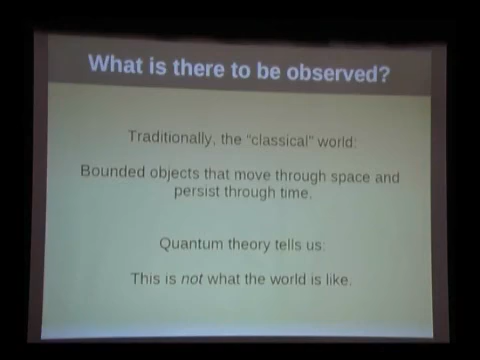 What is there to be observed?
Traditionally, the "classical" world:
Bounded objects that move through space and
persist through time.
Quantum theory tells us:
This is not what the world is like.